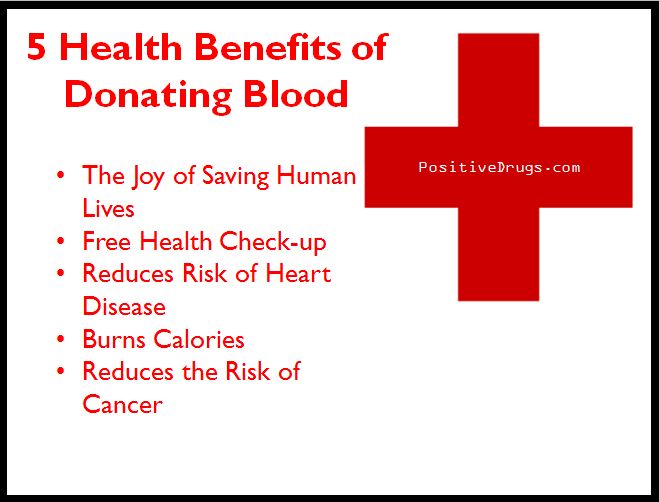 5 Health Benefits of
Donating Blood
PositiveDrugs.com
• The Joy of Saving Human
Lives
• Free Health Check-up
• Reduces Risk of Heart
Disease
• Burns Calories
• Reduces the Risk of
Cancer